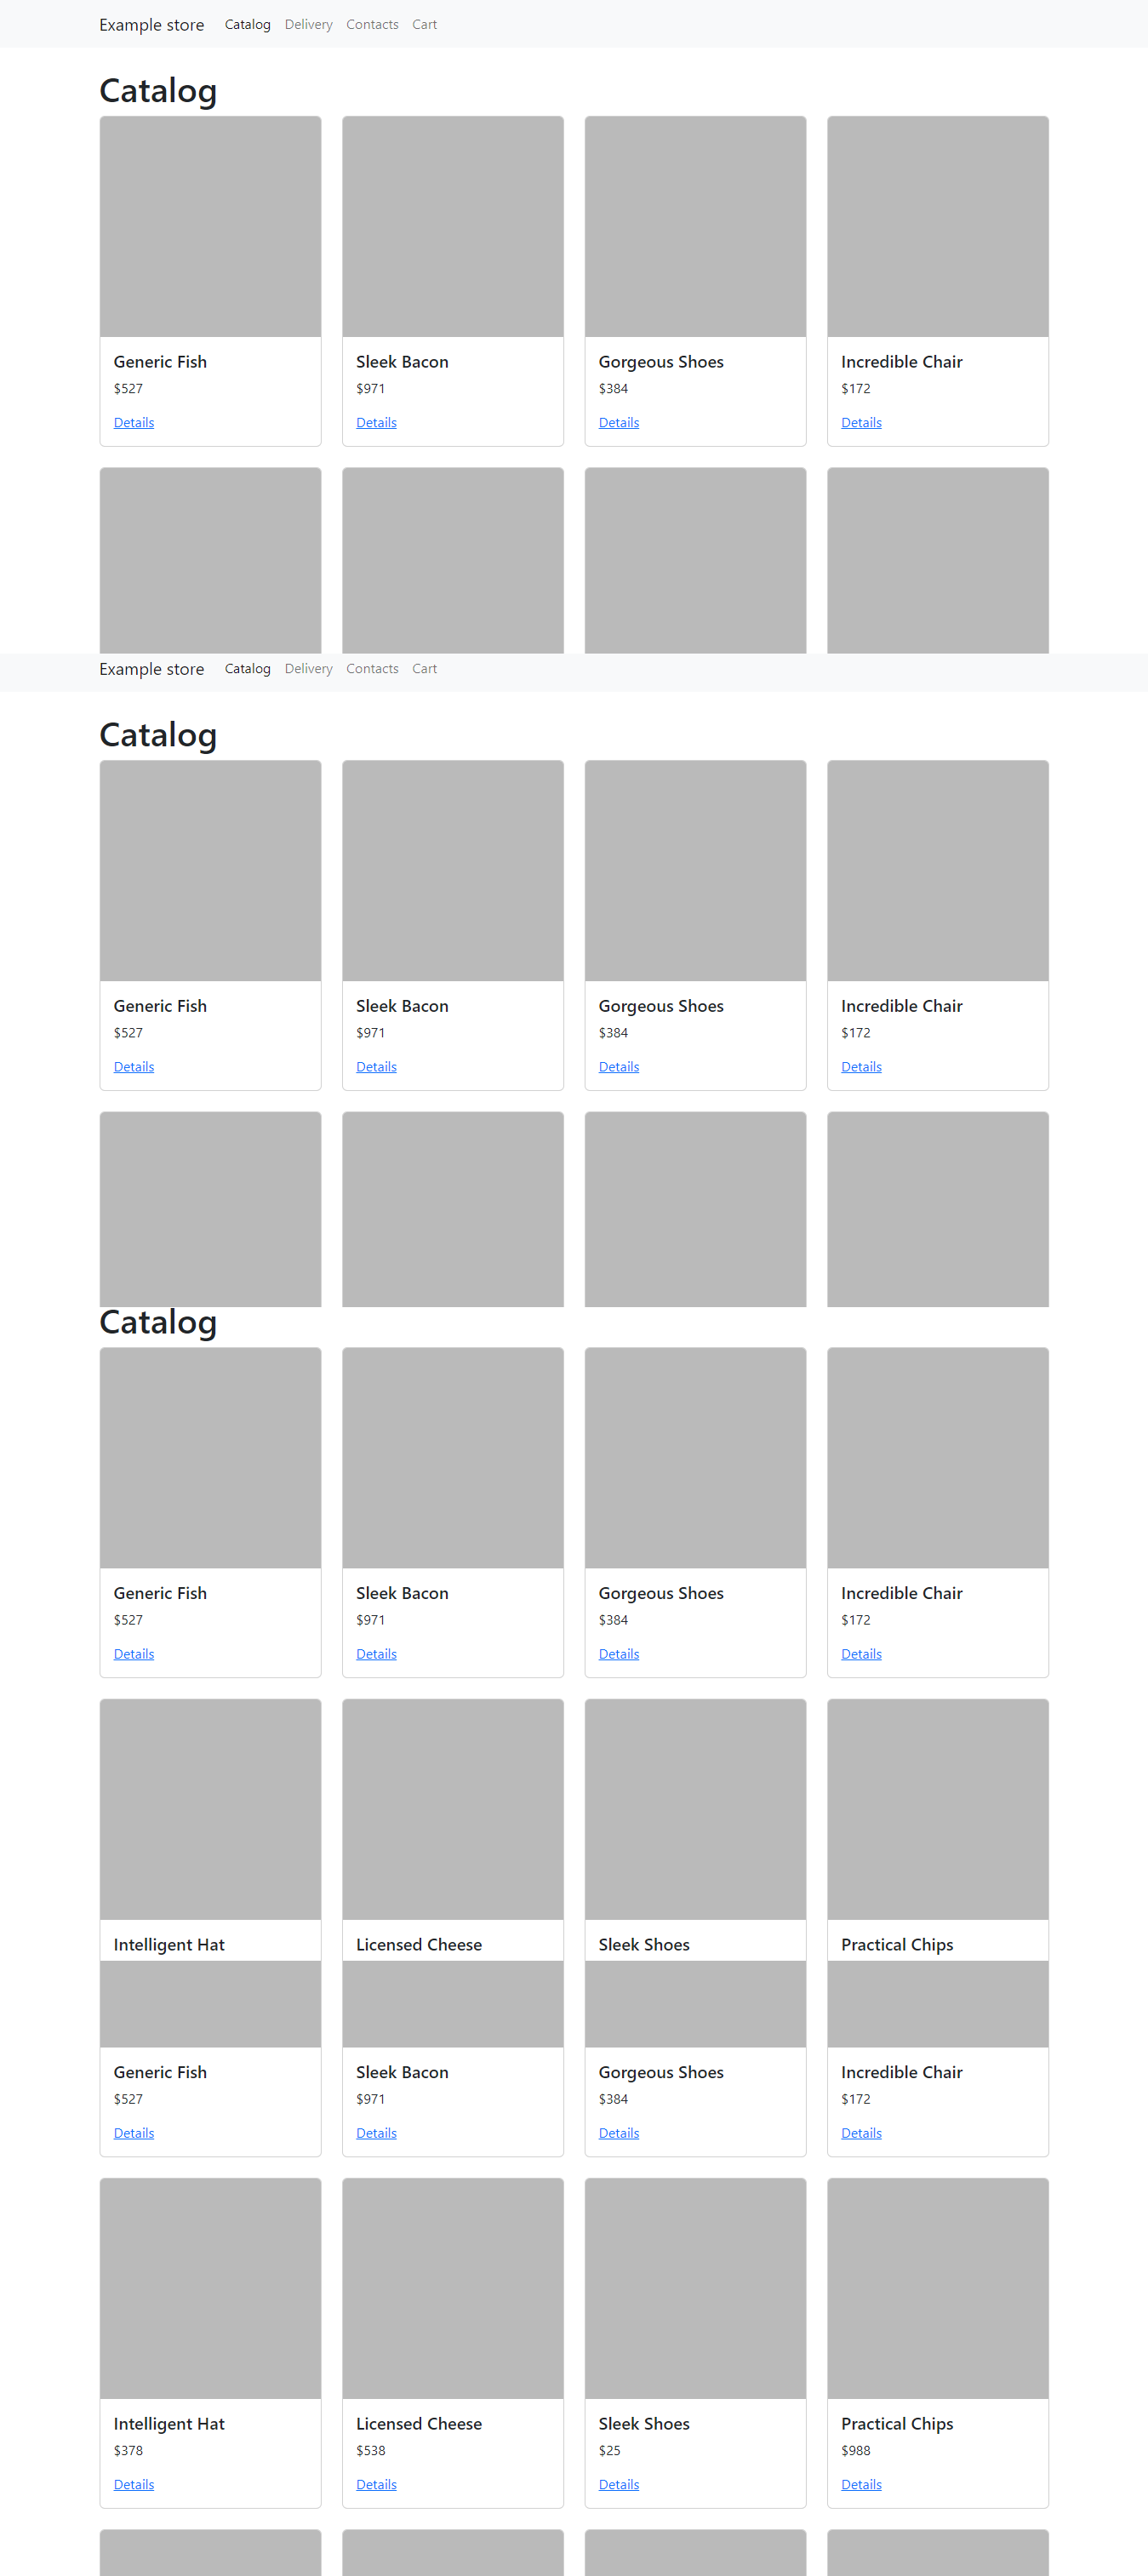 Example store Catalog Delivery Contacts Cart
Catalog
Generic Fish Sleek Bacon Gorgeous Shoes Incredible Chair
$527 $971 $384 $172
Details Details Details Details
Example store Catalog Delivery Contacts Cart
Catalog
Generic Fish Sleek Bacon Gorgeous Shoes Incredible Chair
$527 $971 $384 $172
Details Details Details Details
Catalog
Generic Fish Sleek Bacon Gorgeous Shoes Incredible Chair
$527 $971 $384 $172
Details Details Details Details
Intelligent Hat Licensed Cheese Sleek Shoes Practical Chips
Generic Fish Sleek Bacon Gorgeous Shoes Incredible Chair
$527 $971 $384 $172
Details Details Details Details
Intelligent Hat Licensed Cheese Sleek Shoes Practical Chips
$378 $538 $25 $988
Details Details Details Details